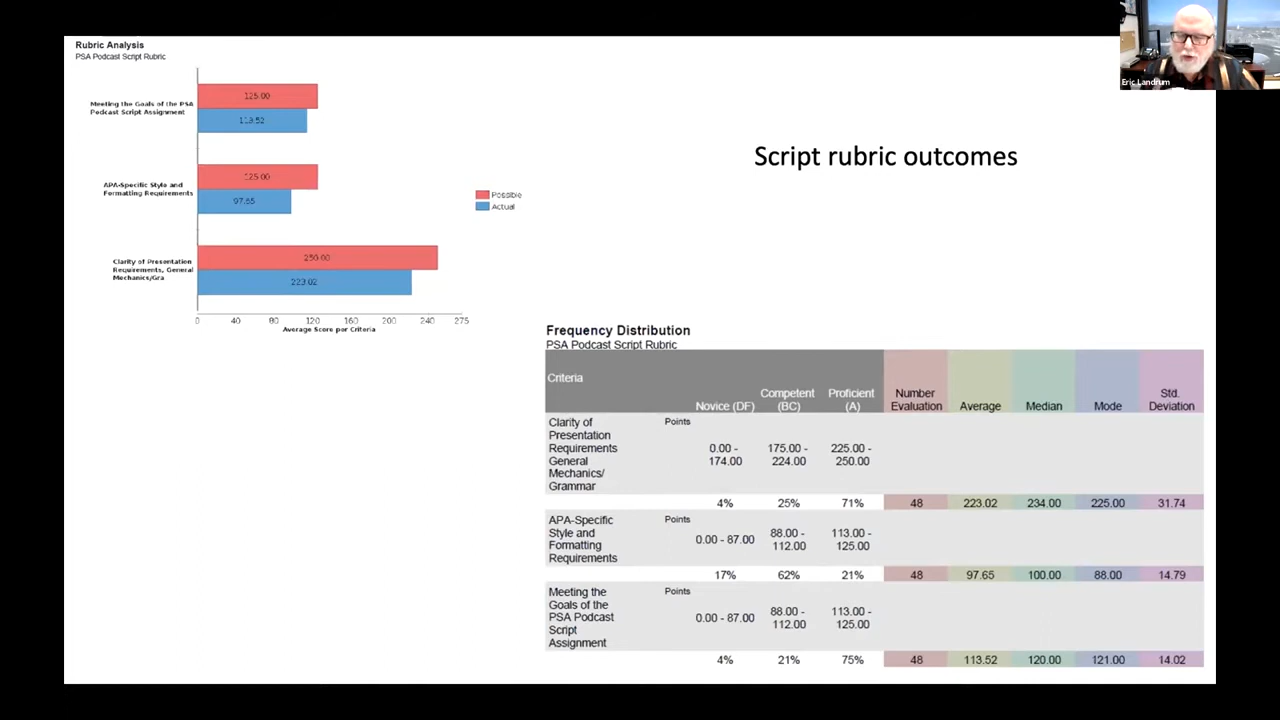 Rubric Analysis
PSA Podcast Script Rubric
Meeting the Goals of the PSA
Podcast Script Assignment
125.00
113.52
APA-Specific Style and
Formatting Requirements
125.00
97.65
Clarity of Presentation
Requirements, General
Mechanics/Gra
250.00
223.02
0 40 80 120 160 200 240 275
Average Score per Criteria
Possible
Actual
Eric Landrum
Script rubric outcomes
Frequency Distribution
PSA Podcast Script Rubric
Criteria
Novice (DF)
Competent
(BC)
Proficient
(A)
Number
Evaluation
Average
Median
Mode
Std.
Deviation
Clarity of
Presentation
Requirements
General
Mechanics/
Grammar
Points
0.00 -
174.00
175.00 -
224.00
225.00 -
250.00
4% 25% 71% 48 223.02 234.00 225.00 31.74
APA-Specific
Style and
Formatting
Requirements
Points
0.00 - 87.00
88.00 -
112.00
113.00 -
125.00
17% 62% 21% 48 97.65 100.00 88.00 14.79
Meeting the
Goals of the
PSA Podcast
Script
Assignment
Points
0.00 - 87.00
88.00 -
112.00
113.00 -
125.00
4% 21% 75% 48 113.52 120.00 121.00 14.02